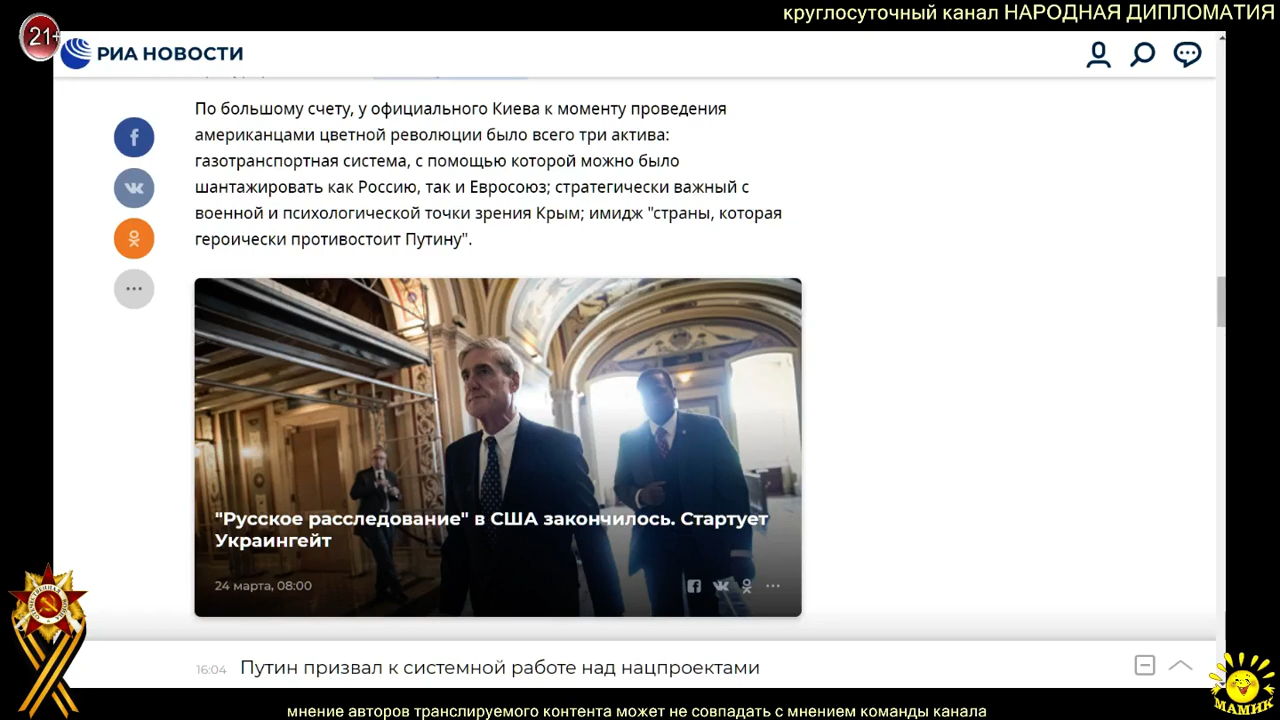 круглосуточный канал НАРОДНАЯ ДИПЛОМАТИЯ
21+
РИА НОВОСТИ
По большому счету, у официального Киева к моменту проведения
американцами цветной революции было всего три актива:
газотранспортная система, с помощью которой можно было
шантажировать как Россию, так и Евросоюз; стратегически важный с
военной и психологической точки зрения Крым; имидж "страны, которая
героически противостоит Путину".
"Русское расследование" в США закончилось. Стартует
Украингейт
24 марта, 08:00
16:04 Путин призвал к системной работе над нацпроектами
ОТЕЧЕСТВЕННАЯ ВОЙНА
МАМИК
мнение авторов транслируемого контента может не совпадать с мнением команды канала